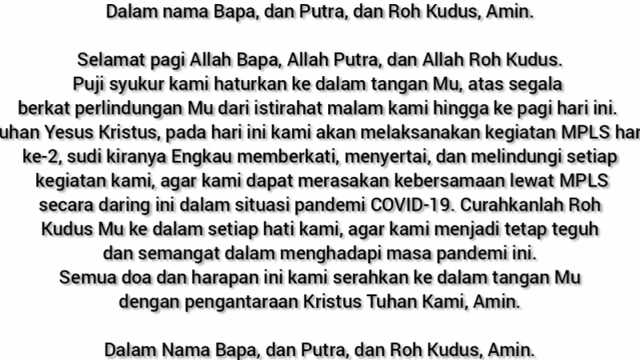 Dalam nama Bapa, dan Putra, dan Roh Kudus, Amin.
Selamat pagi Allah Bapa, Allah Putra, dan Allah Roh Kudus.
Puji syukur kami haturkan ke dalam tangan Mu, atas segala
berkat perlindungan Mu dari istirahat malam kami hingga ke pagi hari ini.
uhan Yesus Kristus, pada hari ini kami akan melaksanakan kegiatan MPLS har
ke-2, sudi kiranya Engkau memberkati, menyertai, dan melindungi setiap
kegiatan kami, agar kami dapat merasakan kebersamaan lewat MPLS
secara daring ini dalam situasi pandemi COVID-19. Curahkanlah Roh
Kudus Mu ke dalam setiap hati kami, agar kami menjadi tetap teguh
dan semangat dalam menghadapi masa pandemi ini.
Semua doa dan harapan ini kami serahkan ke dalam tangan Mu
dengan pengantaraan Kristus Tuhan Kami, Amin.
Dalam Nama Bapa, dan Putra, dan Roh Kudus, Amin.